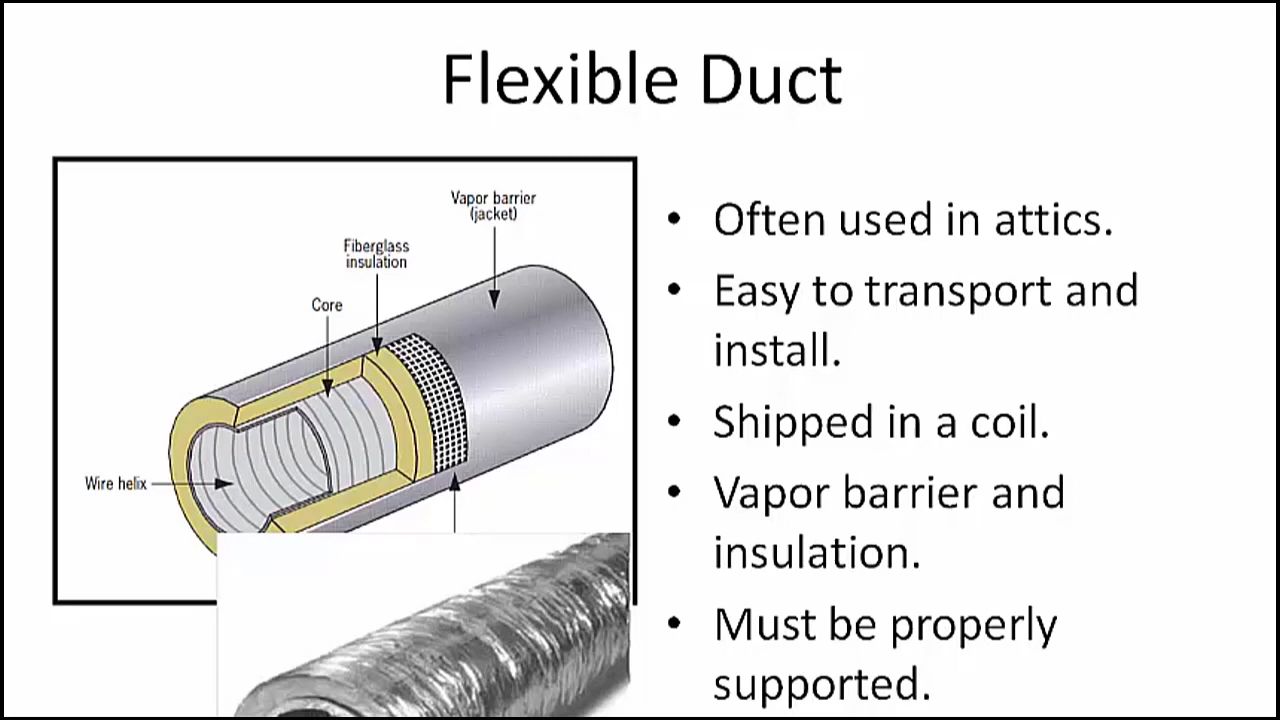 Flexible Duct
Vapor barrier
(jacket)
Fiberglass
insulation
Core
Wire helix
• Often used in attics.
• Easy to transport and
install.
• Shipped in a coil.
• Vapor barrier and
insulation.
• Must be properly
supported.